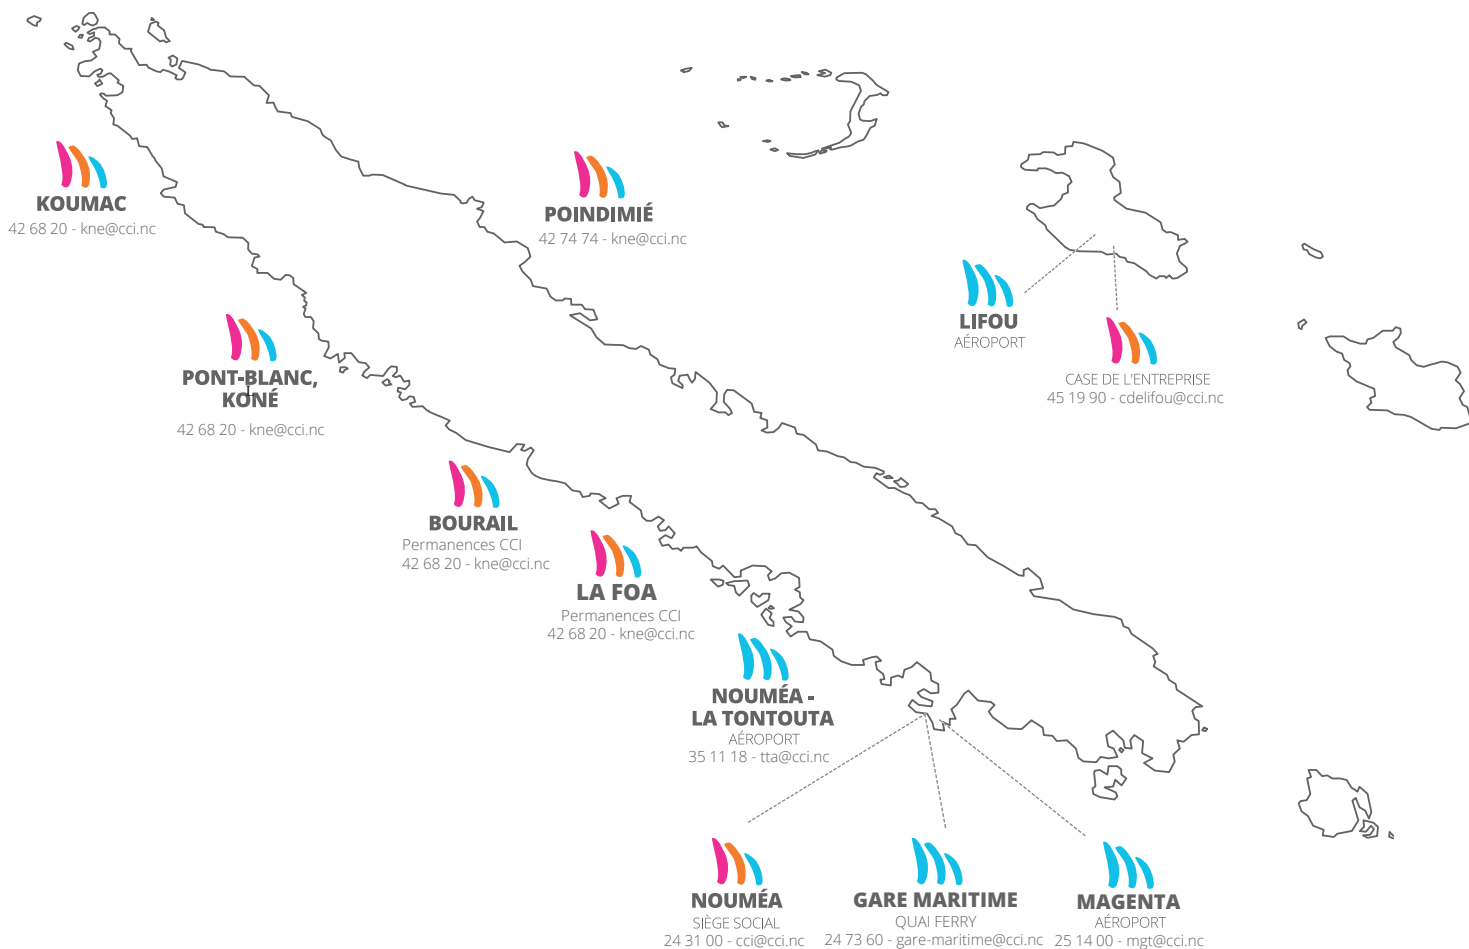 KOUMAC
42 68 20 - kne@cci.nc
POINDIMIÉ
42 74 74 - kne@cci.nc
LIFOU
AÉROPORT
CASE DE L'ENTREPRISE
45 19 90 - cdelifou@cci.nc
PONT-BLANC,
KONÉ
42 68 20 - kne@cci.nc
BOURAIL
Permanences CCI
42 68 20 - kne@cci.nc
LA FOA
Permanences CCI
42 68 20 - kne@cci.nc
NOUMÉA -
LA TONTOUTA
AÉROPORT
35 11 18 - tta@cci.nc
NOUMÉA
SIÈGE SOCIAL
24 31 00 - cci@cci.nc
GARE MARITIME
QUAI FERRY
24 73 60 - gare-maritime@cci.nc
MAGENTA
AÉROPORT
25 14 00 - mgt@cci.nc